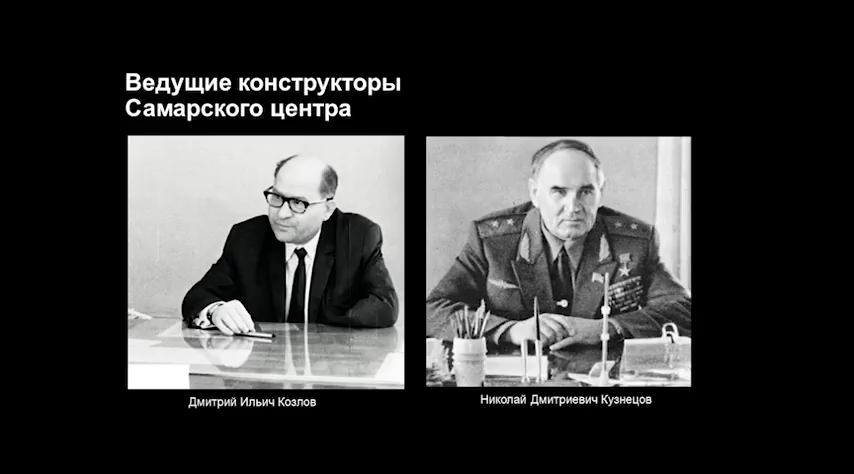 Ведущие конструкторы
Самарского центра
Дмитрий Ильич Козлов
Николай Дмитриевич Кузнецов